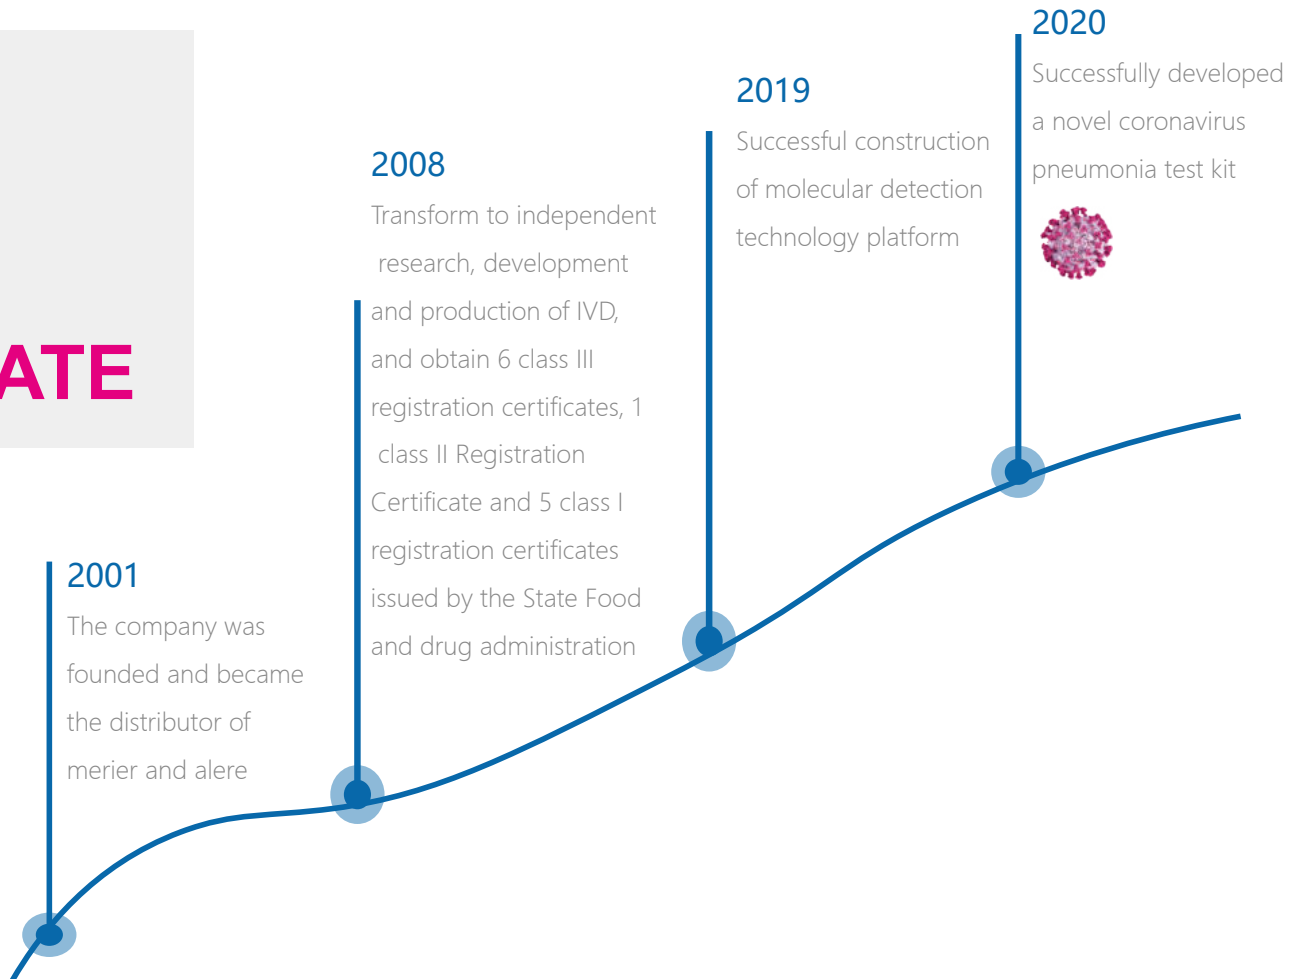 ATE
2001
The company was
founded and became
the distributor of
merier and alere
2008
Transform to independent
research, development
and production of IVD,
and obtain 6 class III
registration certificates, 1
class II Registration
Certificate and 5 class I
registration certificates
issued by the State Food
and drug administration
2019
Successful construction
of molecular detection
technology platform
2020
Successfully developed
a novel coronavirus
pneumonia test kit